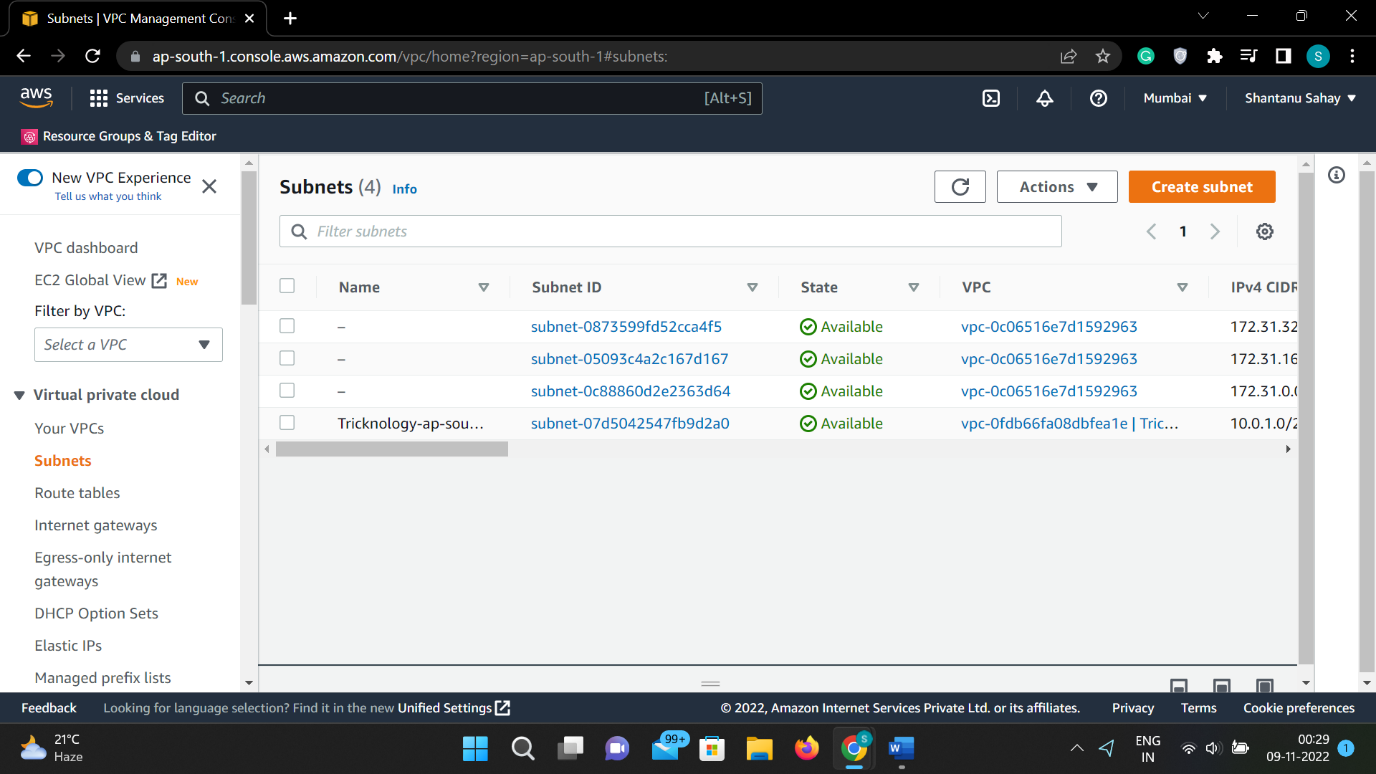 Subnets | VPC Management Cons
ap-south-1.console.aws.amazon.com/vpc/home?region=ap-south-1#subnets:
S
aws
Services
Search
[Alt+S]
Mumbai
Shantanu Sahay
Resource Groups & Tag Editor
New VPC Experience
Tell us what you think
VPC dashboard
EC2 Global View New
Filter by VPC:
Select a VPC
Virtual private cloud
Your VPCs
Subnets
Route tables
Internet gateways
Egress-only internet
gateways
DHCP Option Sets
Elastic IPs
Managed prefix lists
Subnets (4) Info
Actions
Create subnet
Filter subnets
1
Name Subnet ID State VPC IPv4 CIDR
– subnet-0873599fd52cca4f5 Available vpc-0c06516e7d1592963 172.31.32
– subnet-05093c4a2c167d167 Available vpc-0c06516e7d1592963 172.31.16
– subnet-0c88860d2e2363d64 Available vpc-0c06516e7d1592963 172.31.0.0
Tricknology-ap-sou... subnet-07d5042547fb9d2a0 Available vpc-0fdb66fa08dbfea1e | Tric... 10.0.1.0/2
Feedback Looking for language selection? Find it in the new Unified Settings © 2022, Amazon Internet Services Private Ltd. or its affiliates. Privacy Terms Cookie preferences
21°C
Haze
99+
S
W
ENG
IN
00:29
09-11-2022
1